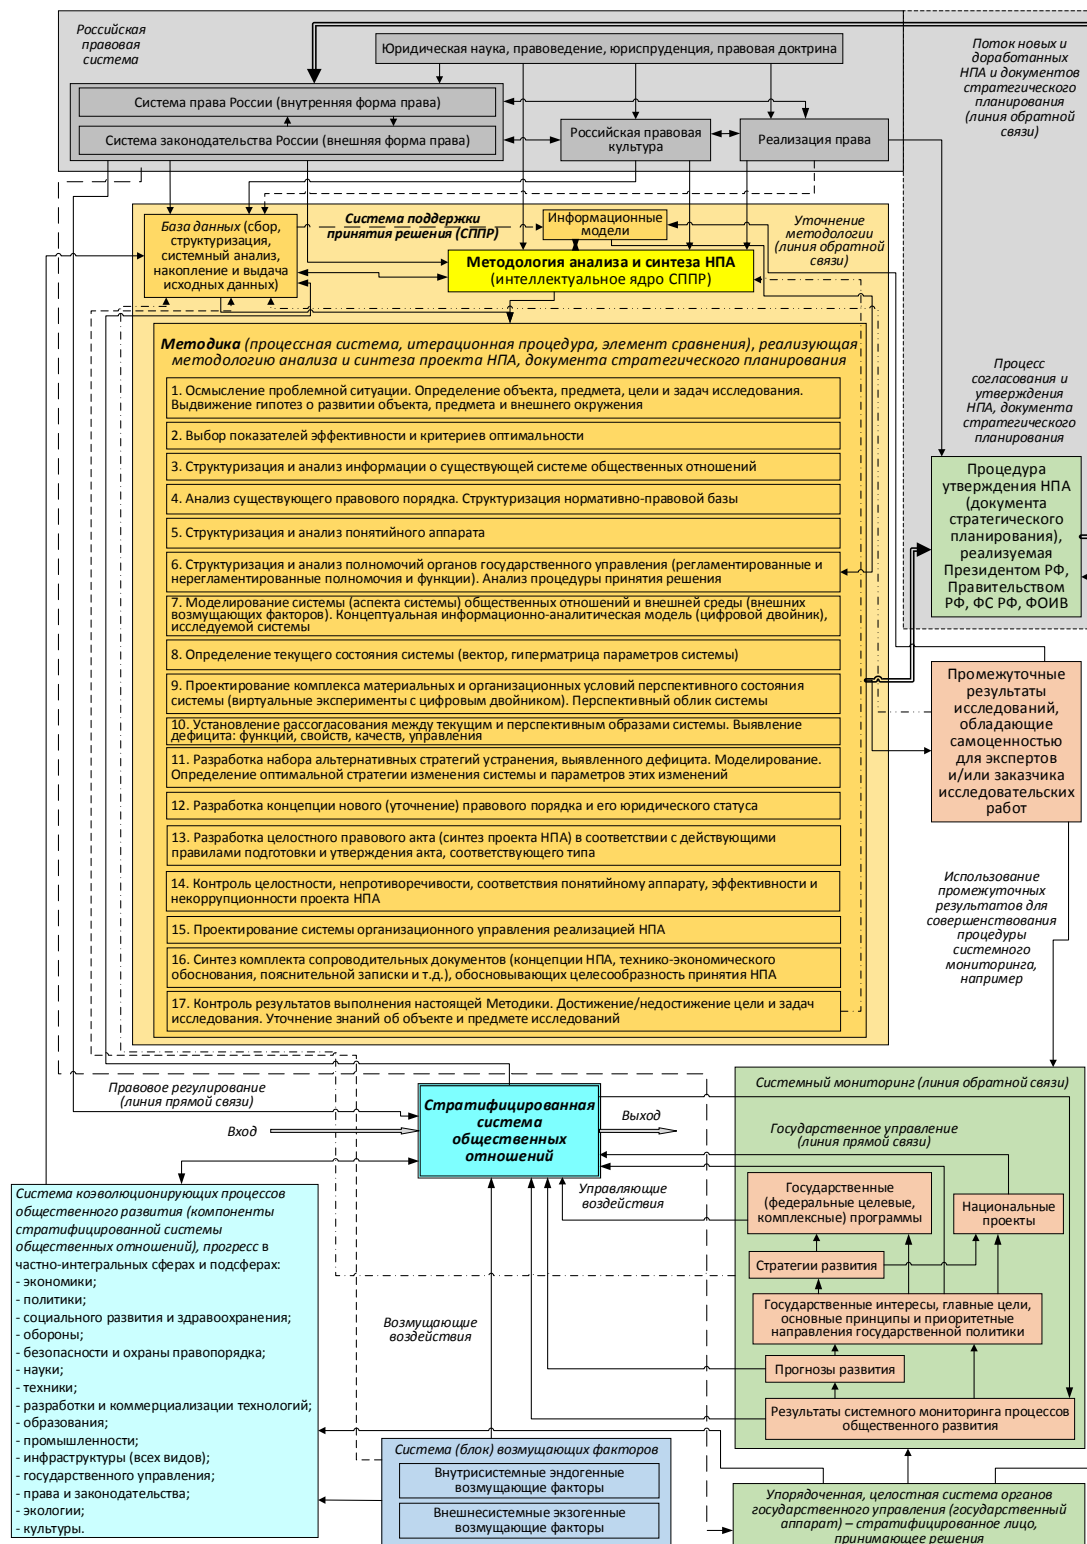 Российская
правовая
система
Юридическая наука, правоведение, юриспруденция, правовая доктрина
Поток новых и
доработанных
НПА и документов
стратегического
планирования
(линия обратной
связи)
Система права России (внутренняя форма права)
Система законодательства России (внешняя форма права)
Российская правовая
культура
Реализация права
База данных (сбор,
структуризация,
системный анализ,
накопление и выдача
исходных данных)
Система поддержки
принятия решения (СППР)
Информационные
модели
Уточнение
методологии
(линия обратной
связи)
Методология анализа и синтеза НПА
(интеллектуальное ядро СППР)
Методика (процессная система, итерационная процедура, элемент сравнения), реализующая
методологию анализа и синтеза проекта НПА, документа стратегического планирования
1. Осмысление проблемной ситуации. Определение объекта, предмета, цели и задач исследования.
Выдвижение гипотез о развитии объекта, предмета и внешнего окружения
2. Выбор показателей эффективности и критериев оптимальности
3. Структуризация и анализ информации о существующей системе общественных отношений
4. Анализ существующего правового порядка. Структуризация нормативно-правовой базы
5. Структуризация и анализ понятийного аппарата
6. Структуризация и анализ полномочий органов государственного управления (регламентированные и
нерегламентированные полномочия и функции). Анализ процедуры принятия решения
7. Моделирование системы (аспекта системы) общественных отношений и внешней среды (внешних
возмущающих факторов). Концептуальная информационно-аналитическая модель (цифровой двойник),
исследуемой системы
8. Определение текущего состояния системы (вектор, гиперматрица параметров системы)
9. Проектирование комплекса материальных и организационных условий перспективного состояния
системы (виртуальные эксперименты с цифровым двойником). Перспективный облик системы
10. Установление рассогласования между текущим и перспективным образами системы. Выявление
дефицита: функций, свойств, качеств, управления
11. Разработка набора альтернативных стратегий устранения, выявленного дефицита. Моделирование.
Определение оптимальной стратегии изменения системы и параметров этих изменений
12. Разработка концепции нового (уточнение) правового порядка и его юридического статуса
13. Разработка целостного правового акта (синтез проекта НПА) в соответствии с действующими
правилами подготовки и утверждения акта, соответствующего типа
14. Контроль целостности, непротиворечивости, соответствия понятийному аппарату, эффективности и
некоррупционности проекта НПА
15. Проектирование системы организационного управления реализацией НПА
16. Синтез комплекта сопроводительных документов (концепции НПА, технико-экономического
обоснования, пояснительной записки и т.д.), обосновывающих целесообразность принятия НПА
17. Контроль результатов выполнения настоящей Методики. Достижение/недостижение цели и задач
исследования. Уточнение знаний об объекте и предмете исследований
Процесс
согласования и
утверждения
НПА, документа
стратегического
планирования
Процедура
утверждения НПА
(документа
стратегического
планирования),
реализуемая
Президентом РФ,
Правительством
РФ, ФС РФ, ФОИВ
Промежуточные
результаты
исследований,
обладающие
самоценностью
для экспертов
и/или заказчика
исследовательских
работ
Использование
промежуточных
результатов для
совершенствования
процедуры
системного
мониторинга,
например
Правовое регулирование
(линия прямой связи)
Вход
Стратифицированная
система
общественных
отношений
Выход
Управляющие
воздействия
Возмущающие
воздействия
Системный мониторинг (линия обратной связи)
Государственное управление
(линия прямой связи)
Государственные
(федеральные целевые,
комплексные) программы
Национальные
проекты
Стратегии развития
Государственные интересы, главные цели,
основные принципы и приоритетные
направления государственной политики
Прогнозы развития
Результаты системного мониторинга процессов
общественного развития
Система коэволюционирующих процессов
общественного развития (компоненты
стратифицированной системы
общественных отношений), прогресс в
частно-интегральных сферах и подсферах:
- экономики;
- политики;
- социального развития и здравоохранения;
- обороны;
- безопасности и охраны правопорядка;
- науки;
- техники;
- разработки и коммерциализации технологий;
- образования;
- промышленности;
- инфраструктуры (всех видов);
- государственного управления;
- права и законодательства;
- экологии;
- культуры.
Система (блок) возмущающих факторов
Внутрисистемные эндогенные
возмущающие факторы
Внешнесистемные экзогенные
возмущающие факторы
Упорядоченная, целостная система органов
государственного управления (государственный
аппарат) – стратифицированное лицо,
принимающее решения